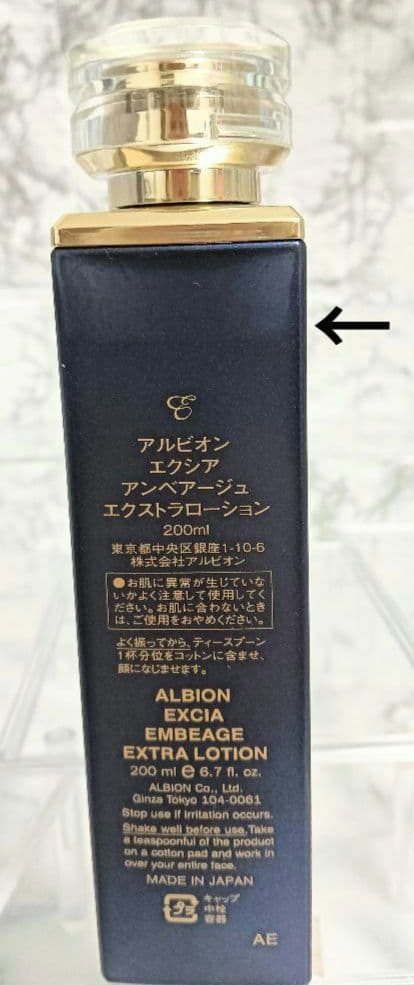 アルビオン
エクシア
アンベアージュ
エクストラローション
200ml
東京都中央区銀座1-10-6
株式会社アルビオン
●お肌に異常が生じていな
いかよく注意して使用してく
ださい。お肌に合わないとき
は、ご使用をおやめください。
よく振ってから、ティースプーン
1杯分位をコットンに含ませ、
顔になじませます。
ALBION
EXCIA
EMBEAGE
EXTRA LOTION
200 ml e 6.7 fl. oz.
ALBION Co., Ltd.
Ginza Tokyo 104-0061
Stop use if irritation occurs.
Shake well before use. Take
a teaspoonful of the product
on a cotton pad and work in
over your entire face.
MADE IN JAPAN
プラ
キャップ
中栓
容器
AE